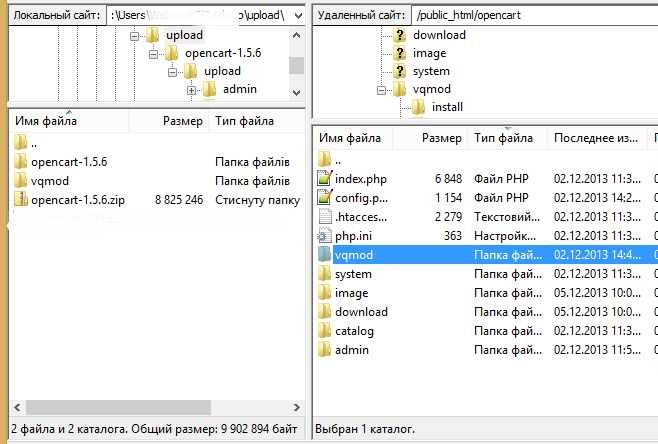 Локальный сайт: :\Users\ \upload\
upload
opencart-1.5.6
upload
admin
Имя файла Размер Тип файла
..
opencart-1.5.6 Папка файлів
vqmod Папка файлів
opencart-1.5.6.zip 8 825 246 Стиснуту папку
2 файла и 2 каталога. Общий размер: 9 902 894 байт
Удаленный сайт: /public_html/opencart
download
image
system
vqmod
install
Имя файла Размер Тип файла Последнее из...
..
index.php 6 848 Файл PHP 02.12.2013 11:3...
config.p... 1 154 Файл PHP 02.12.2013 14:2...
.htacces... 2 279 Текстовий... 02.12.2013 11:3...
php.ini 363 Настройк... 02.12.2013 11:3...
vqmod Папка фай... 02.12.2013 14:4...
system Папка фай... 02.12.2013 11:3...
image Папка фай... 05.12.2013 10:0...
download Папка фай... 05.12.2013 10:0...
catalog Папка фай... 02.12.2013 11:3...
admin Папка фай... 02.12.2013 11:5...
Выбран 1 каталог.